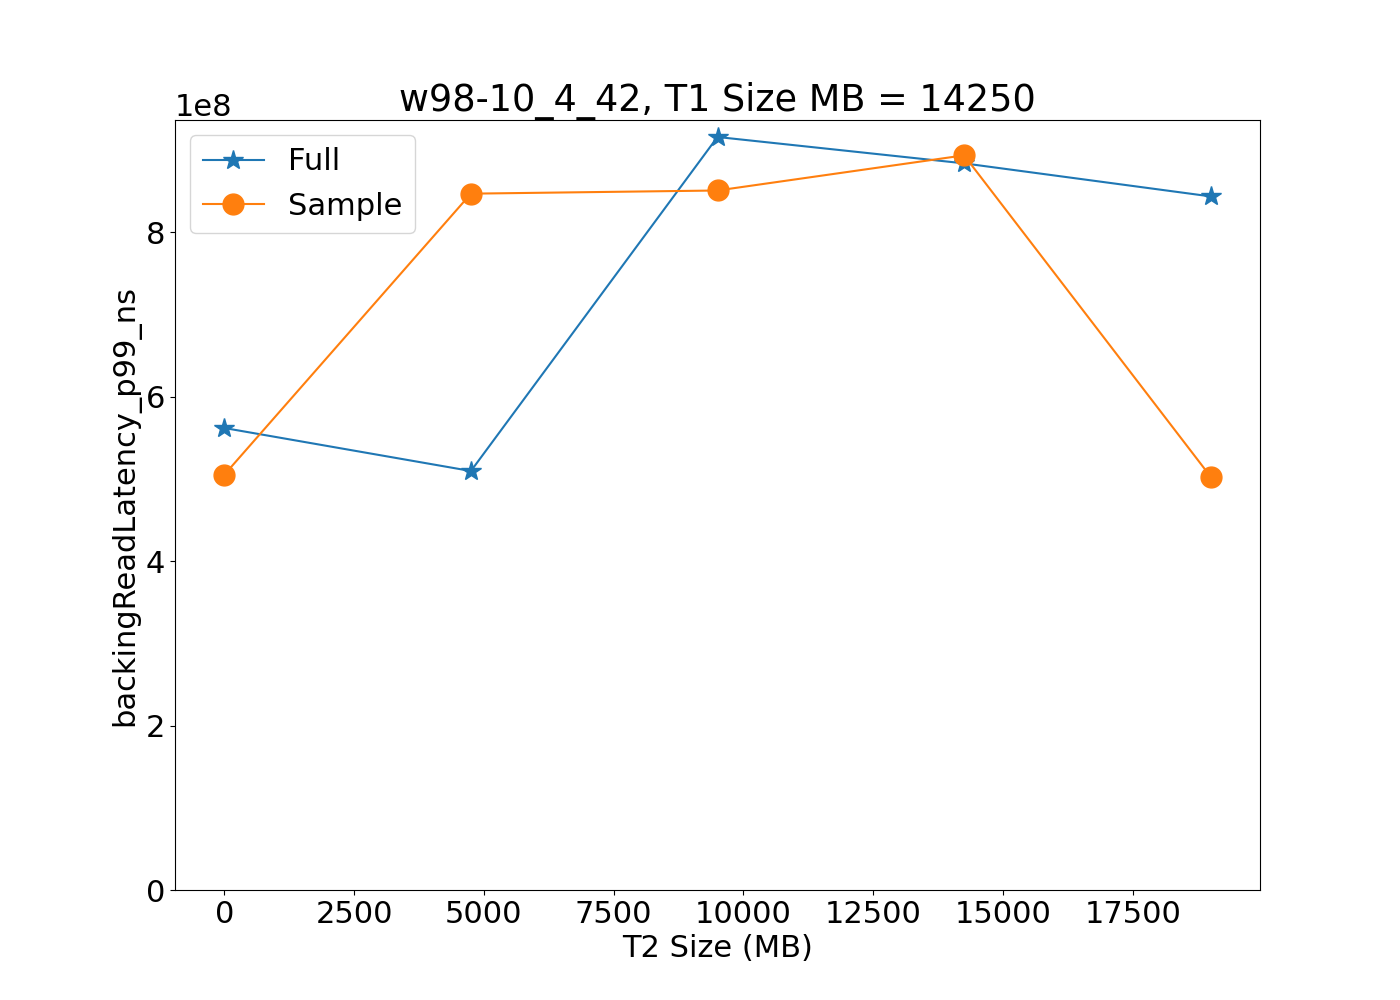 w98-10_4_42, T1 Size MB = 14250
1e8
Full
Sample
8
6
4
2
0
backingReadLatency_p99_ns
0 2500 5000 7500 10000 12500 15000 17500
T2 Size (MB)